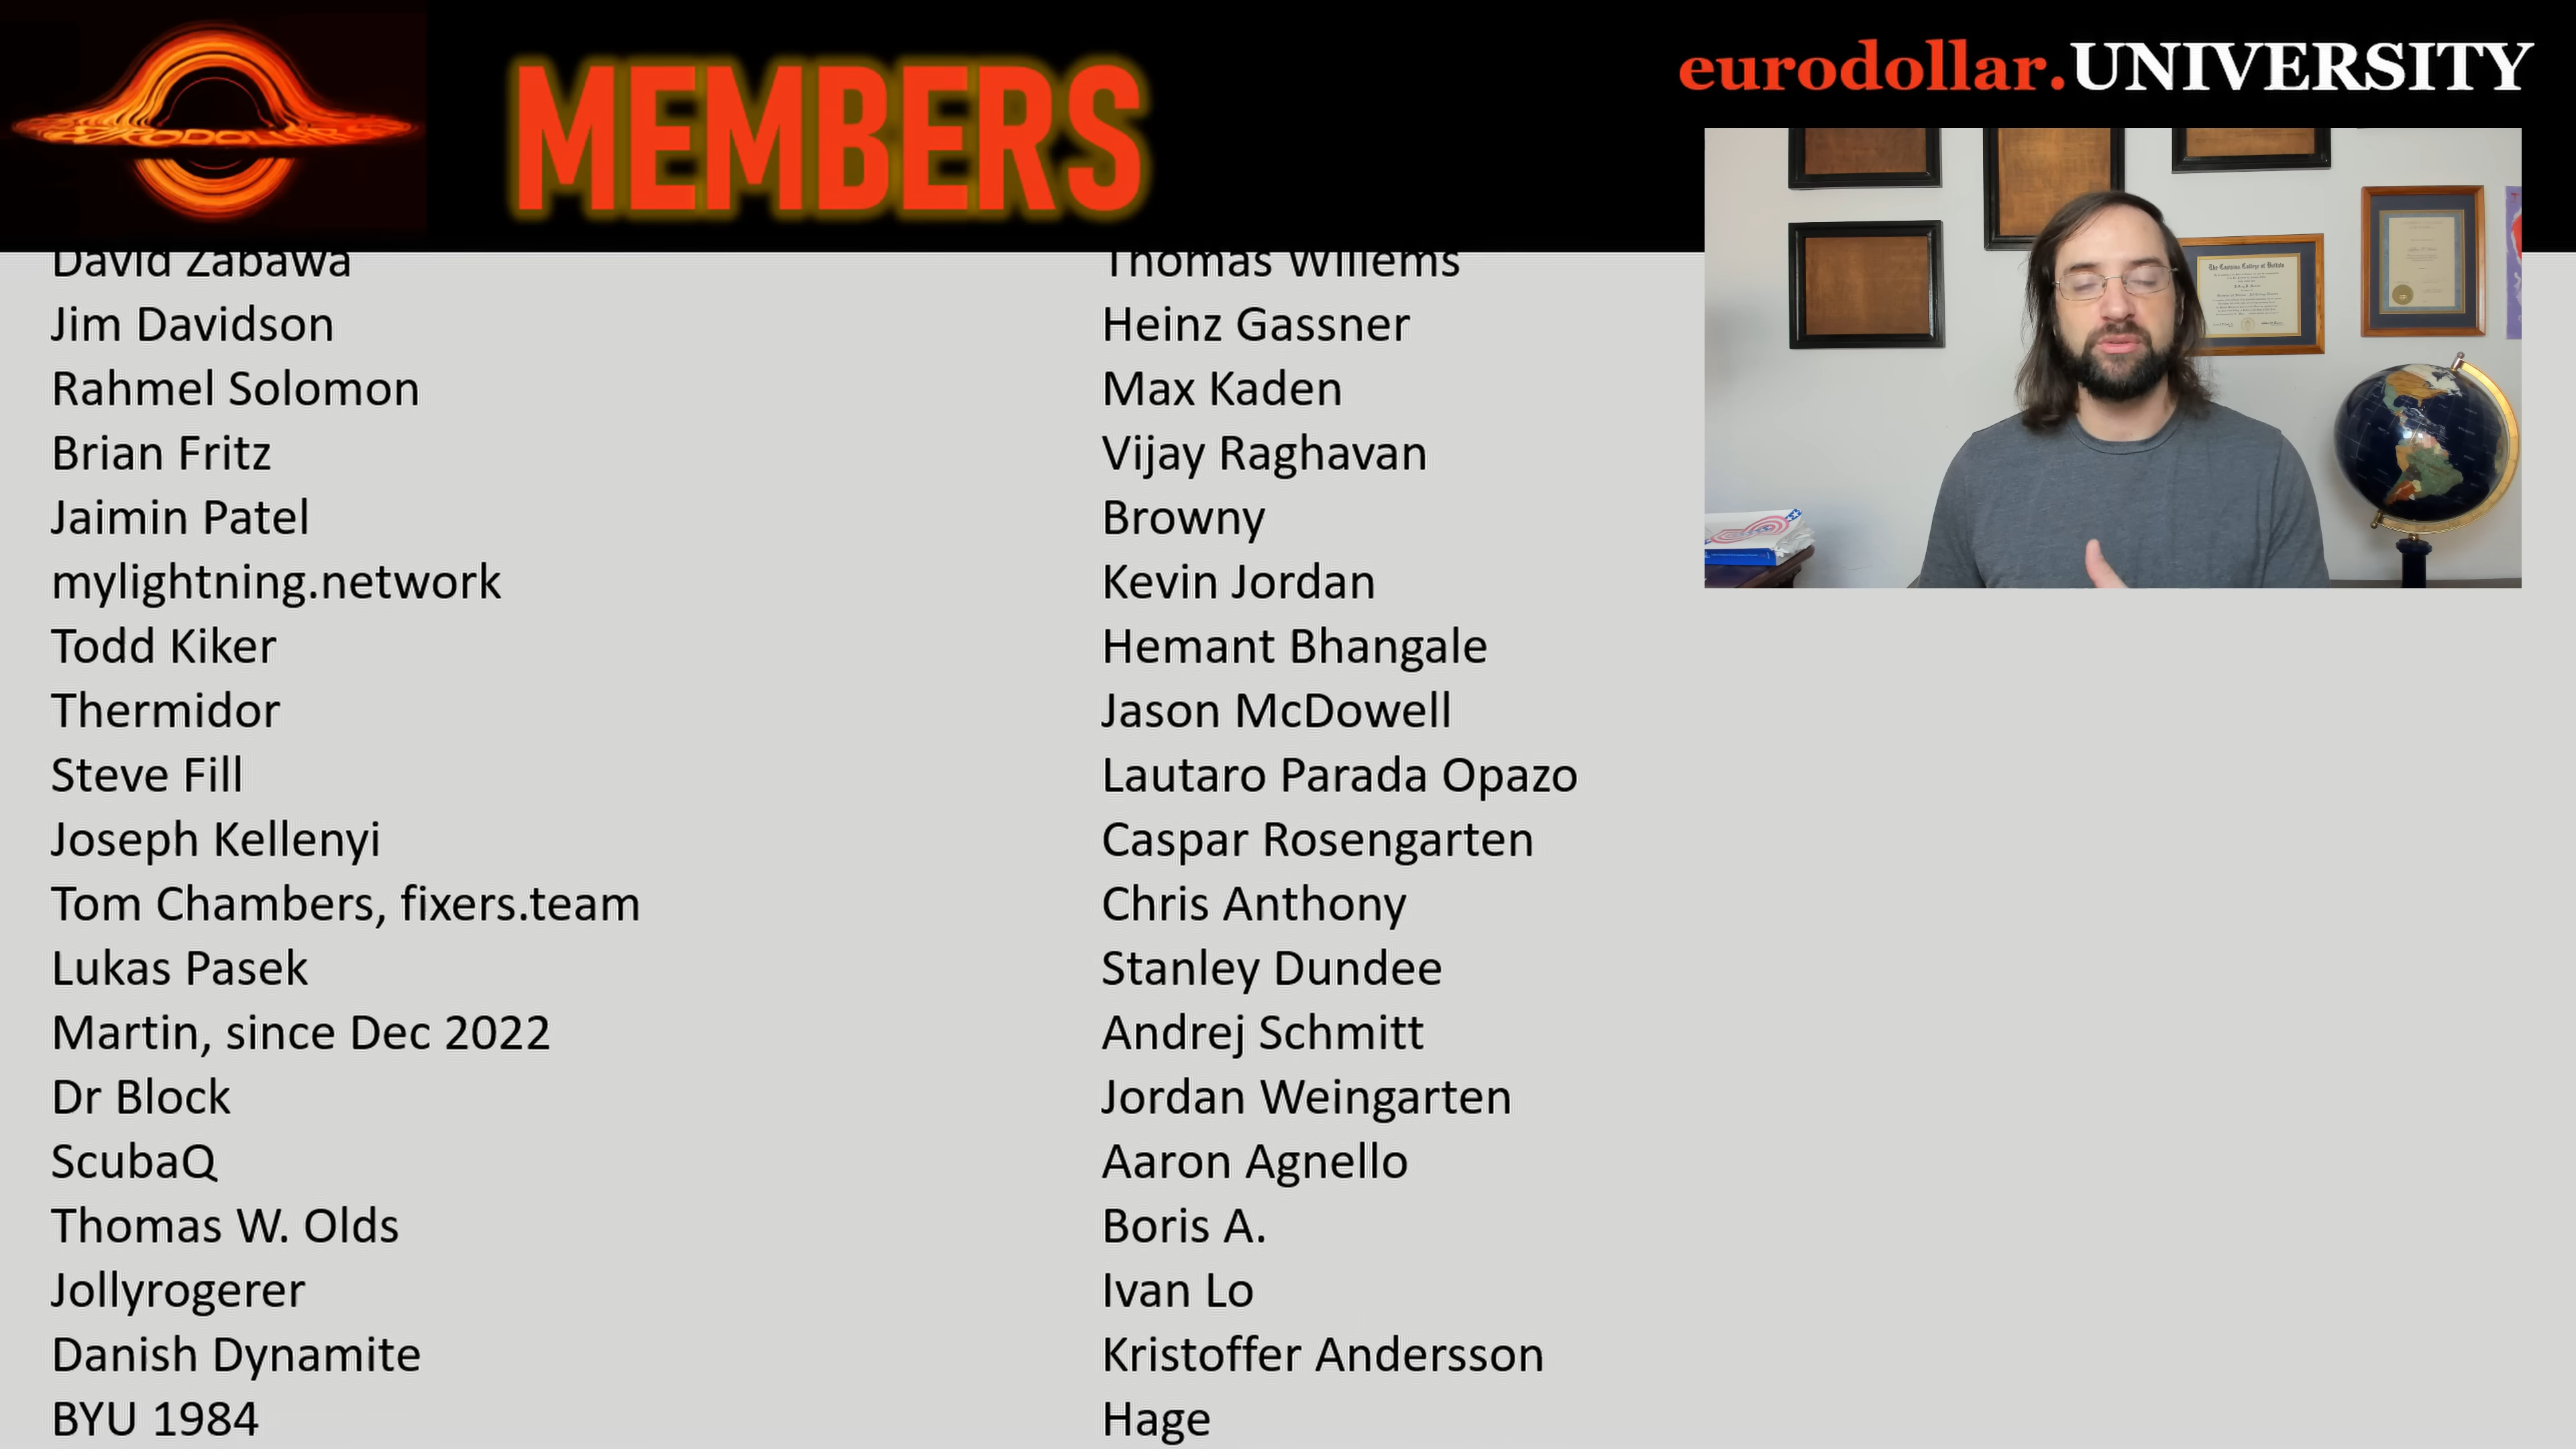 MEMBERS
eurodollar.UNIVERSITY
David Zabawa
Jim Davidson
Rahmel Solomon
Brian Fritz
Jaimin Patel
mylightning.network
Todd Kiker
Thermidor
Steve Fill
Joseph Kellenyi
Tom Chambers, fixers.team
Lukas Pasek
Martin, since Dec 2022
Dr Block
ScubaQ
Thomas W. Olds
Jollyrogerer
Danish Dynamite
BYU 1984
Thomas Willems
Heinz Gassner
Max Kaden
Vijay Raghavan
Browny
Kevin Jordan
Hemant Bhangale
Jason McDowell
Lautaro Parada Opazo
Caspar Rosengarten
Chris Anthony
Stanley Dundee
Andrej Schmitt
Jordan Weingarten
Aaron Agnello
Boris A.
Ivan Lo
Kristoffer Andersson
Hage